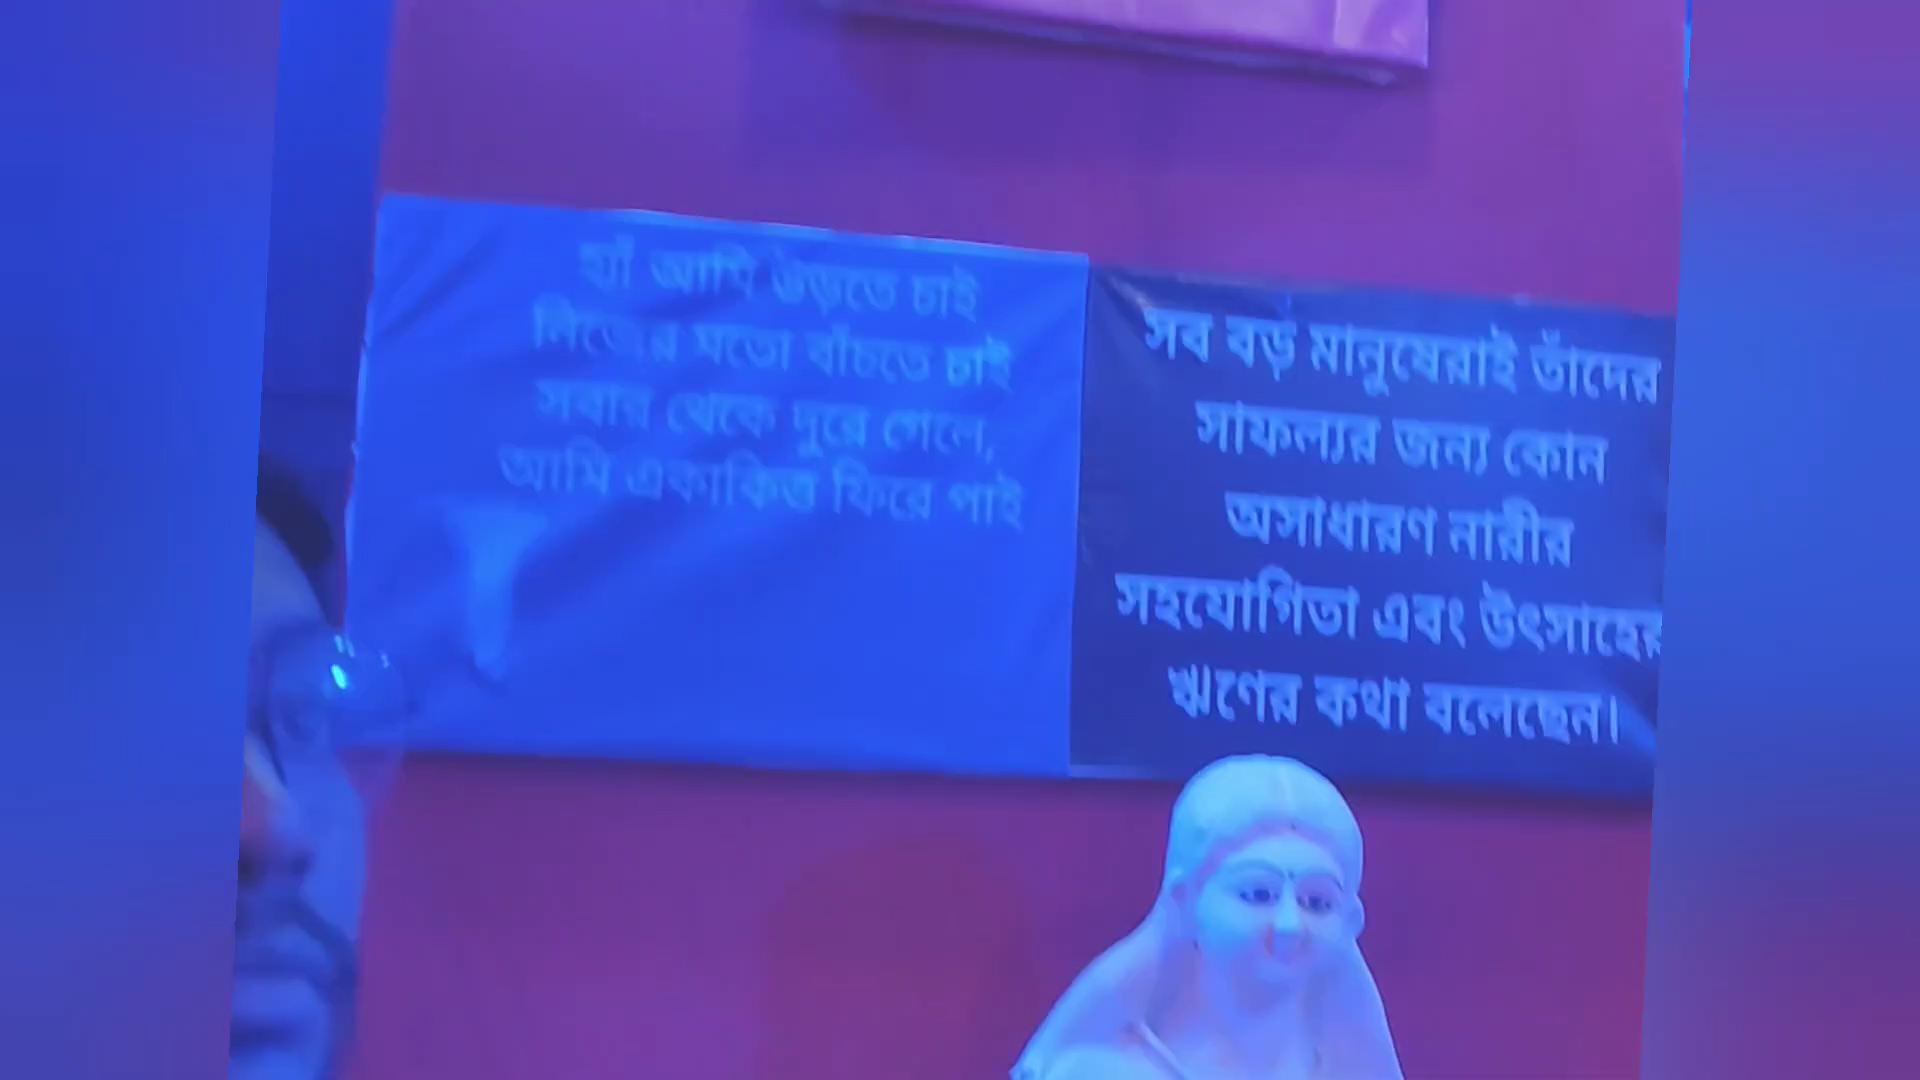 হ্যাঁ আমি উড়তে চাই
নিজের মতো বাঁচতে চাই
সবার থেকে দূরে গেলে,
আমি একাকিত্ত ফিরে পাই
সব বড় মানুষেরাই তাঁদের
সাফল্যর জন্য কোন
অসাধারণ নারীর
সহযোগিতা এবং উৎসাহের
ঋণের কথা বলেছেন।